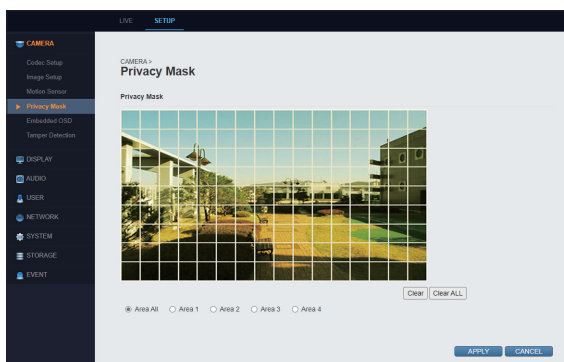 LIVE SETUP
CAMERA
Codec Setup
Image Setup
Motion Sensor
Privacy Mask
Embedded OSD
Tamper Detection
DISPLAY
AUDIO
USER
NETWORK
SYSTEM
STORAGE
EVENT
CAMERA >
Privacy Mask
Privacy Mask
Clear Clear ALL
Area All Area 1 Area 2 Area 3 Area 4
APPLY CANCEL